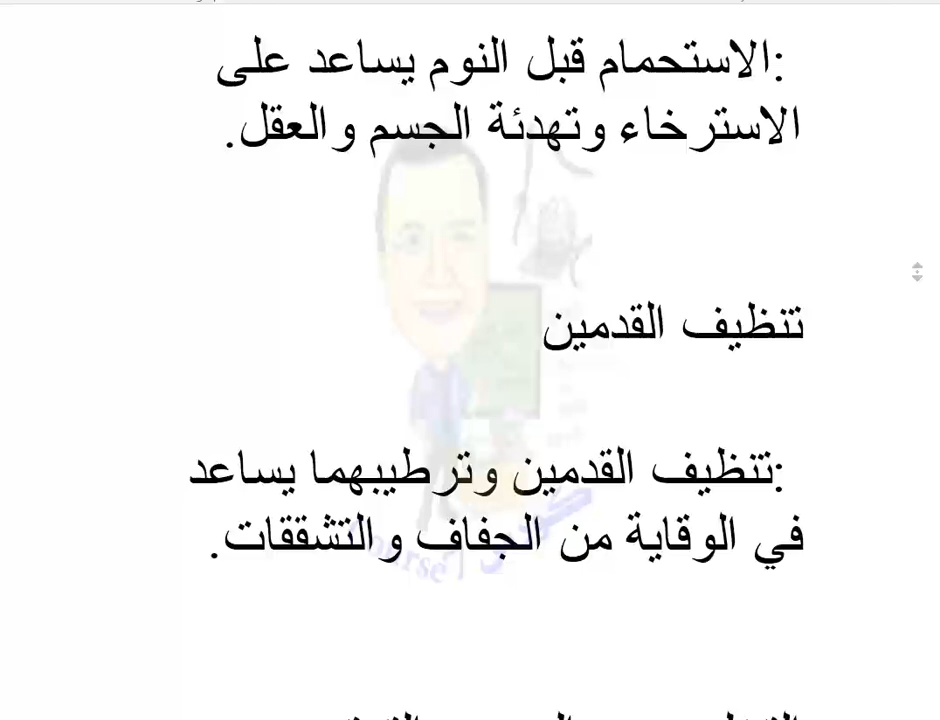 :الاستحمام قبل النوم يساعد على
الاسترخاء وتهدئة الجسم والعقل.
تنظيف القدمين
:تنظيف القدمين وترطيبهما يساعد
في الوقاية من الجفاف والتشققات.